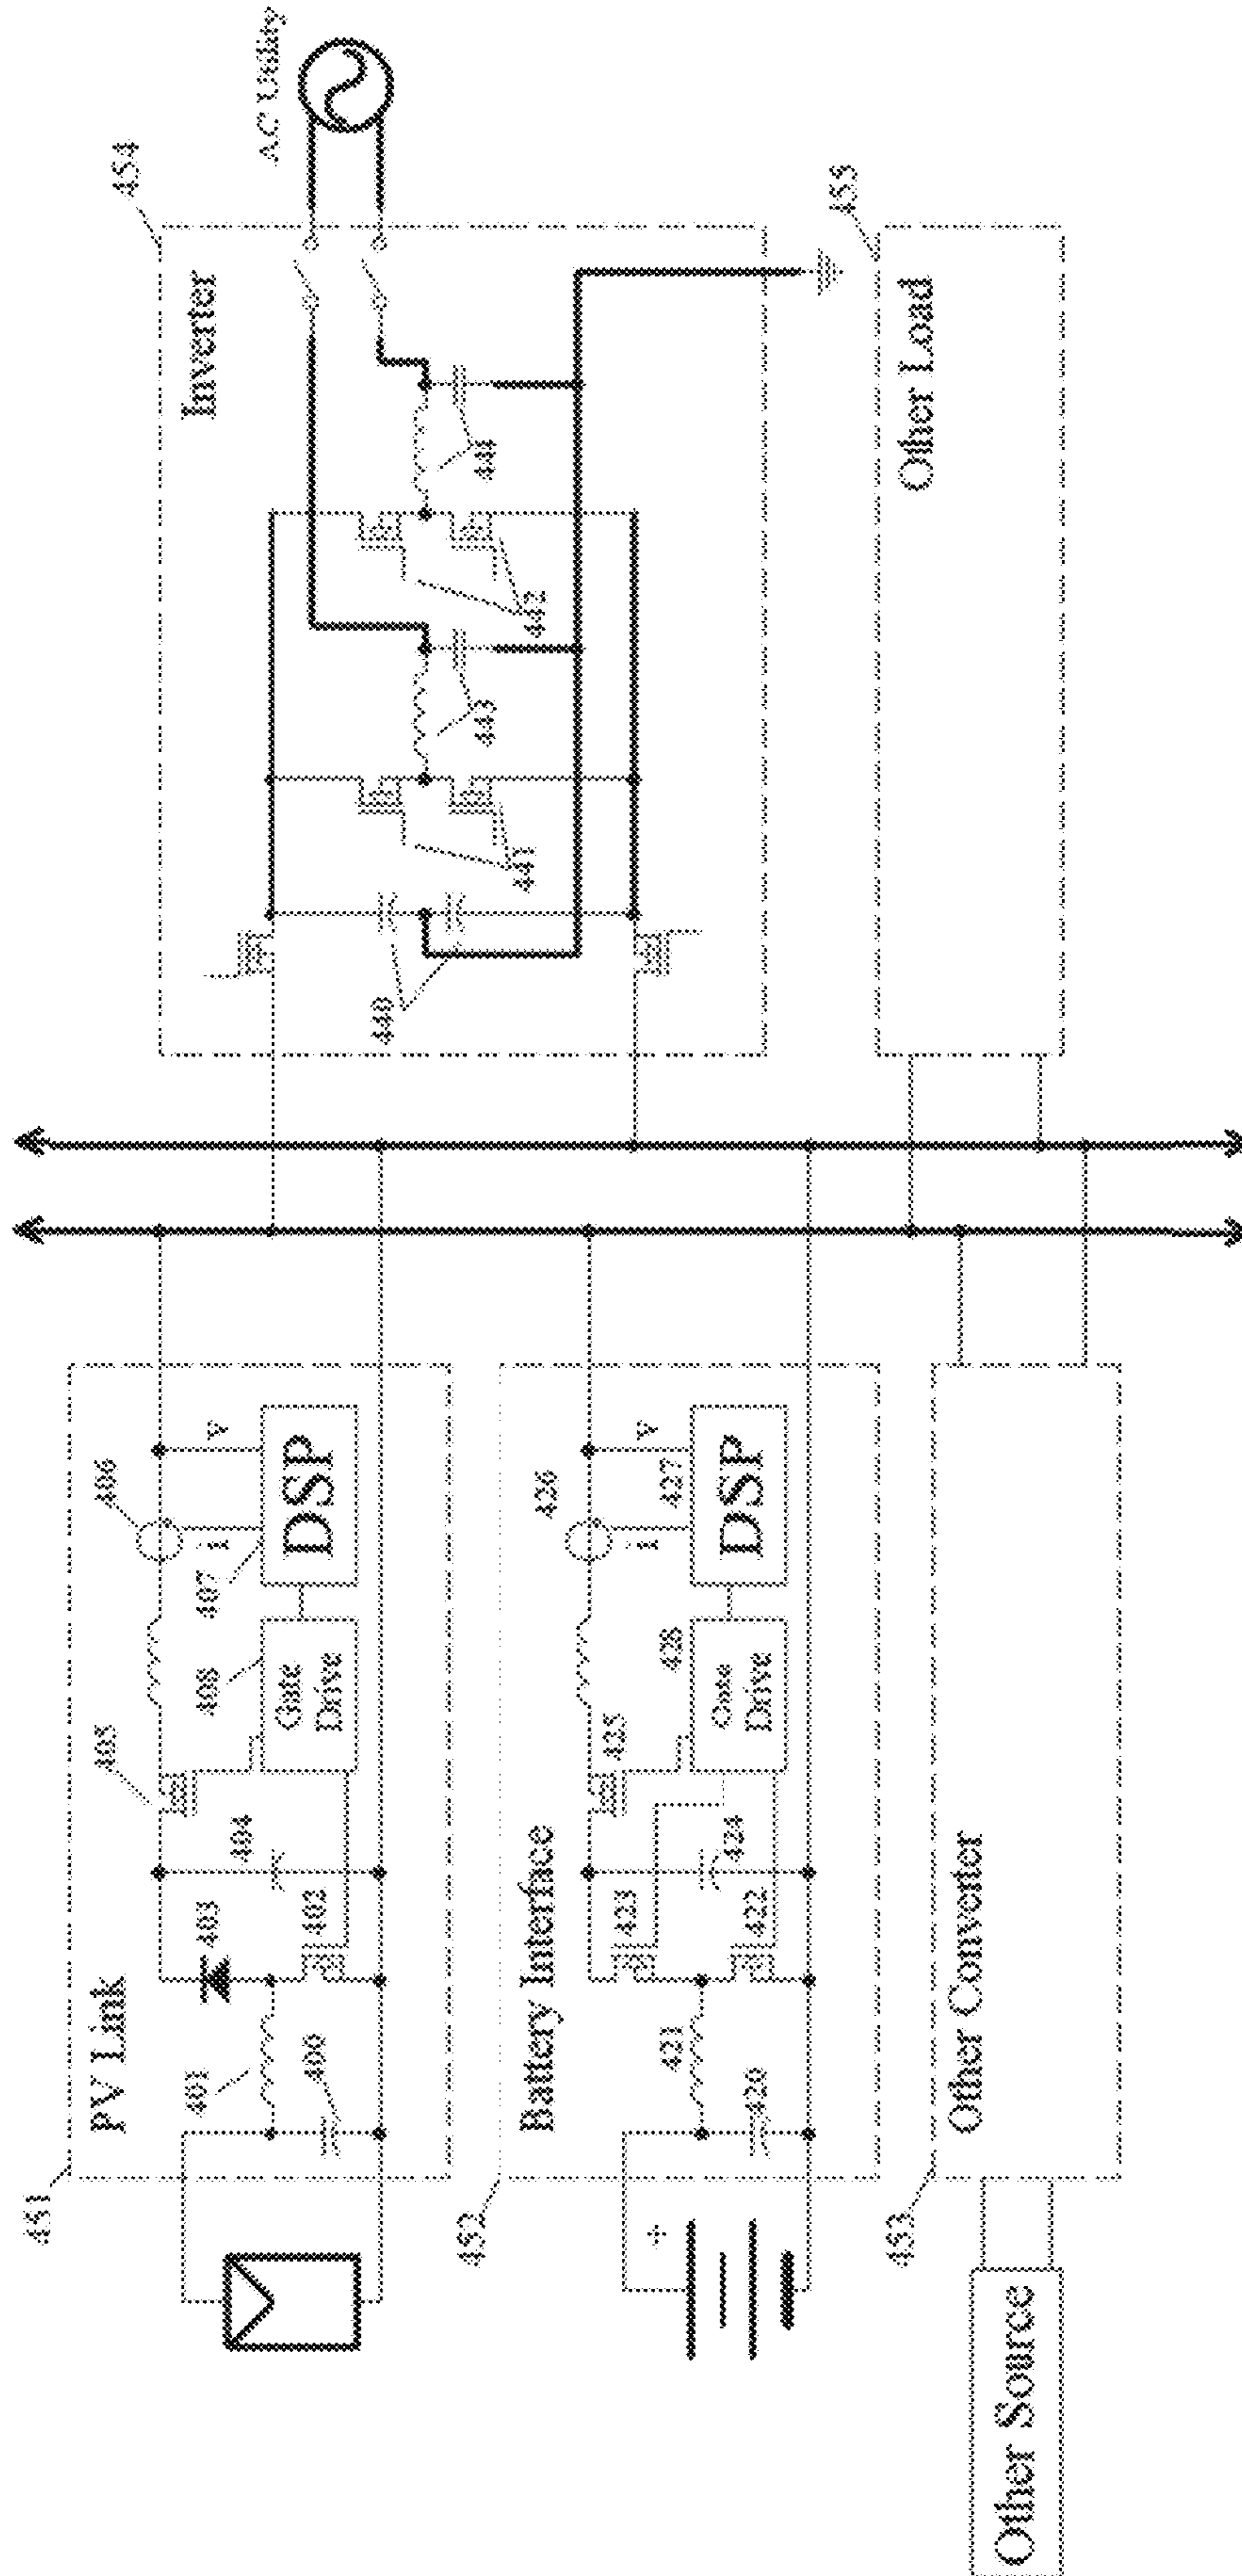 451
PV Link
401
400
403
402
404
405
408
Gate
Drive
407
406
i
V
DSP
452
Battery Interface
+
421
420
423
422
424
425
428
Gate
Drive
426
i
V
427
DSP
453
Other Converter
Other Source
454
Inverter
AC Utility
440
441
443
442
444
455
Other Load